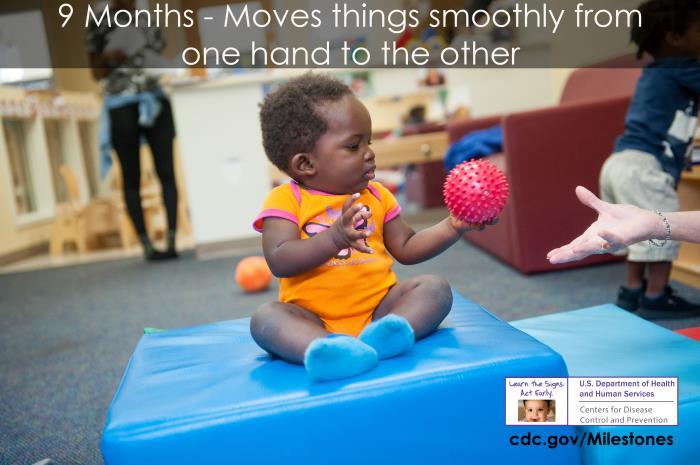 9 Months - Moves things smoothly from
one hand to the other
Learn the Signs.
Act Early.
U.S. Department of Health
and Human Services
Centers for Disease
Control and Prevention
cdc.gov/Milestones